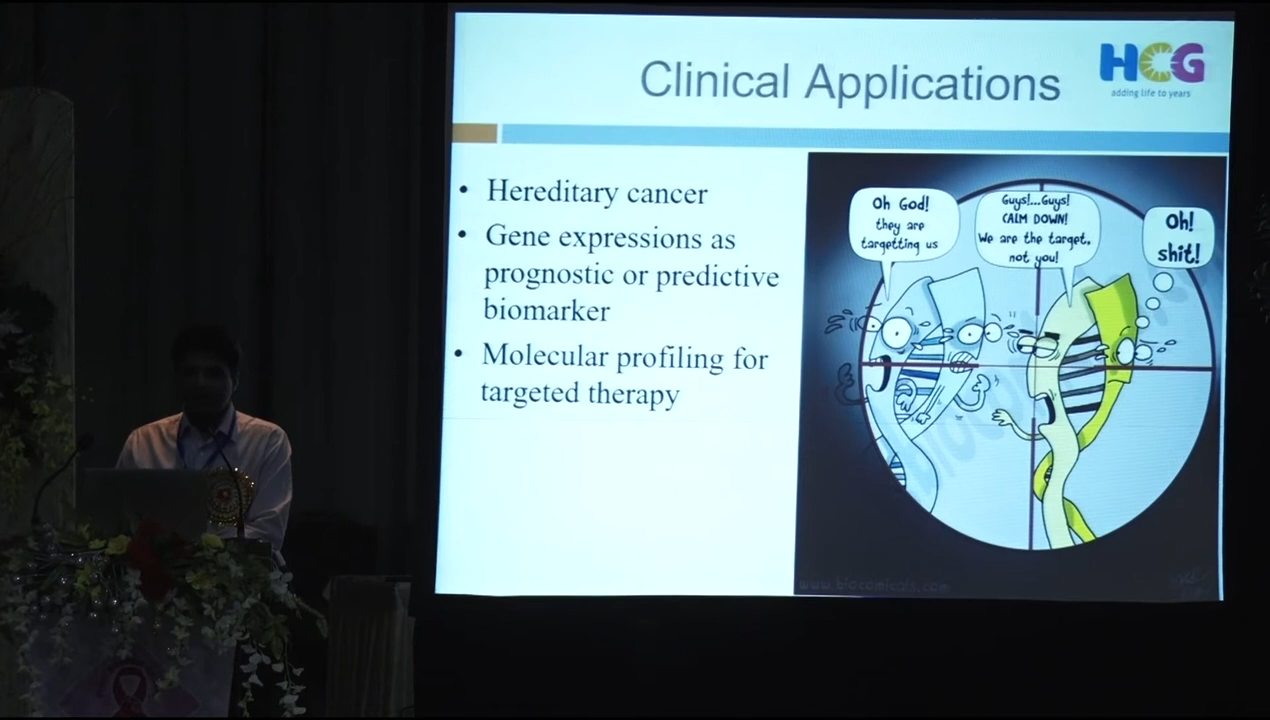 Clinical Applications
HCG
adding life to years
• Hereditary cancer
• Gene expressions as
prognostic or predictive
biomarker
• Molecular profiling for
targeted therapy
Oh God!
they are
targetting us
Guys!...Guys!
CALM DOWN!
We are the target,
not you!
Oh!
shit!
www.biocomicals.com